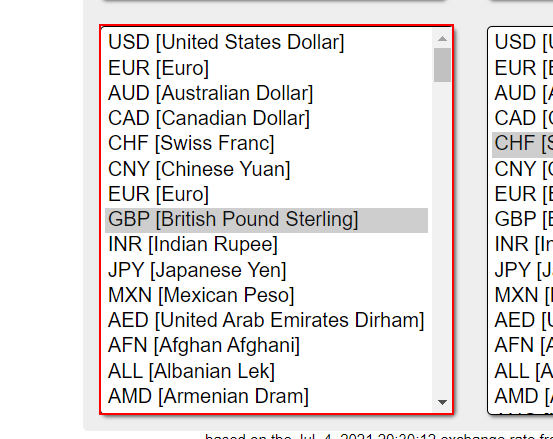 USD [United States Dollar]
EUR [Euro]
AUD [Australian Dollar]
CAD [Canadian Dollar]
CHF [Swiss Franc]
CNY [Chinese Yuan]
EUR [Euro]
GBP [British Pound Sterling]
INR [Indian Rupee]
JPY [Japanese Yen]
MXN [Mexican Peso]
AED [United Arab Emirates Dirham]
AFN [Afghan Afghani]
ALL [Albanian Lek]
AMD [Armenian Dram]
USD [U
EUR [E
AUD [A
CAD [C
CHF [S
CNY [C
EUR [E
GBP [B
INR [In
JPY [J
MXN [M
AED [U
AFN [A
ALL [A
AMD [A
based on the Jul. 4, 2021 20:30:12 exchange rate fr